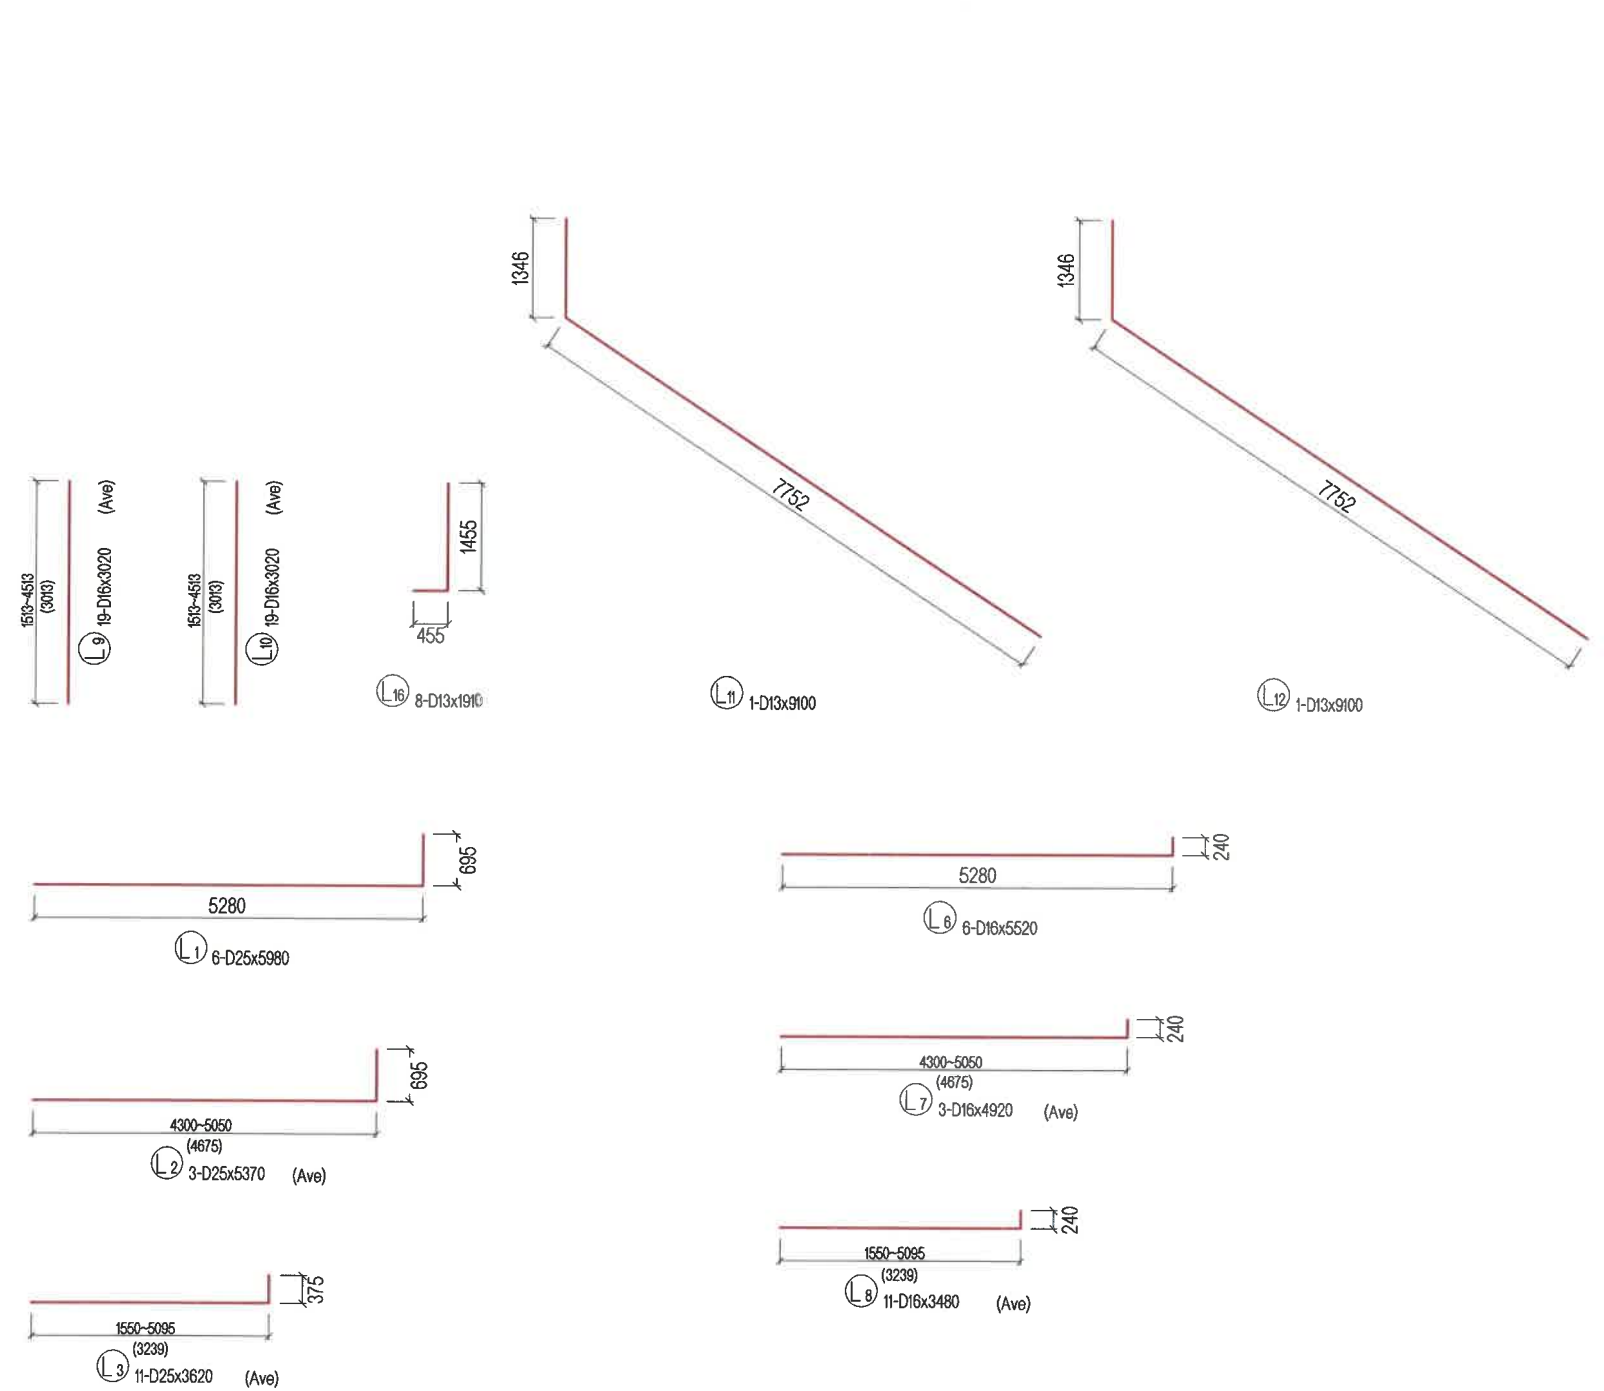 1346
7752
L11 1-D13x9100
1346
7752
L12 1-D13x9100
1513~4513
(3013)
L9 19-D16x3020 (Ave)
1513~4513
(3013)
L10 19-D16x3020 (Ave)
1455
455
L16 8-D13x1910
695
5280
L1 6-D25x5980
240
5280
L6 6-D16x5520
695
4300~5050
(4675)
L2 3-D25x5370 (Ave)
240
4300~5050
(4675)
L7 3-D16x4920 (Ave)
375
1550~5095
(3239)
L3 11-D25x3620 (Ave)
240
1550~5095
(3239)
L8 11-D16x3480 (Ave)